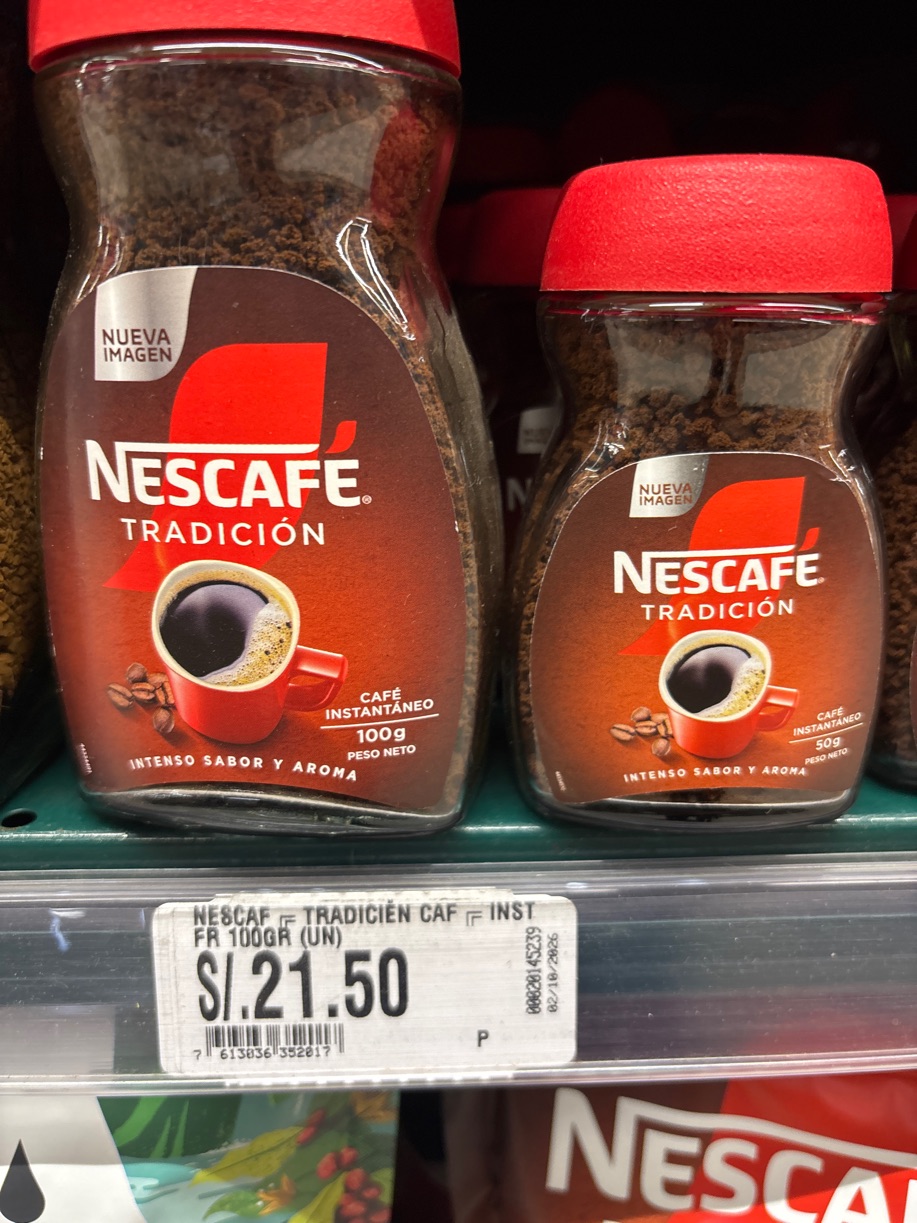 NUEVA
IMAGEN
NESCAFÉ®
TRADICIÓN
CAFÉ
INSTANTÁNEO
100g
PESO NETO
INTENSO SABOR Y AROMA
NUEVA
IMAGEN
NESCAFÉ
TRADICIÓN
CAFÉ
INSTANTÁNEO
50g
PESO NETO
INTENSO SABOR Y AROMA
NESCAF╔ TRADICIËN CAF╔ INST
FR 100GR (UN)
S/.21.50
7 613036 352017
P
00020145239
02/10/2026
NESCA